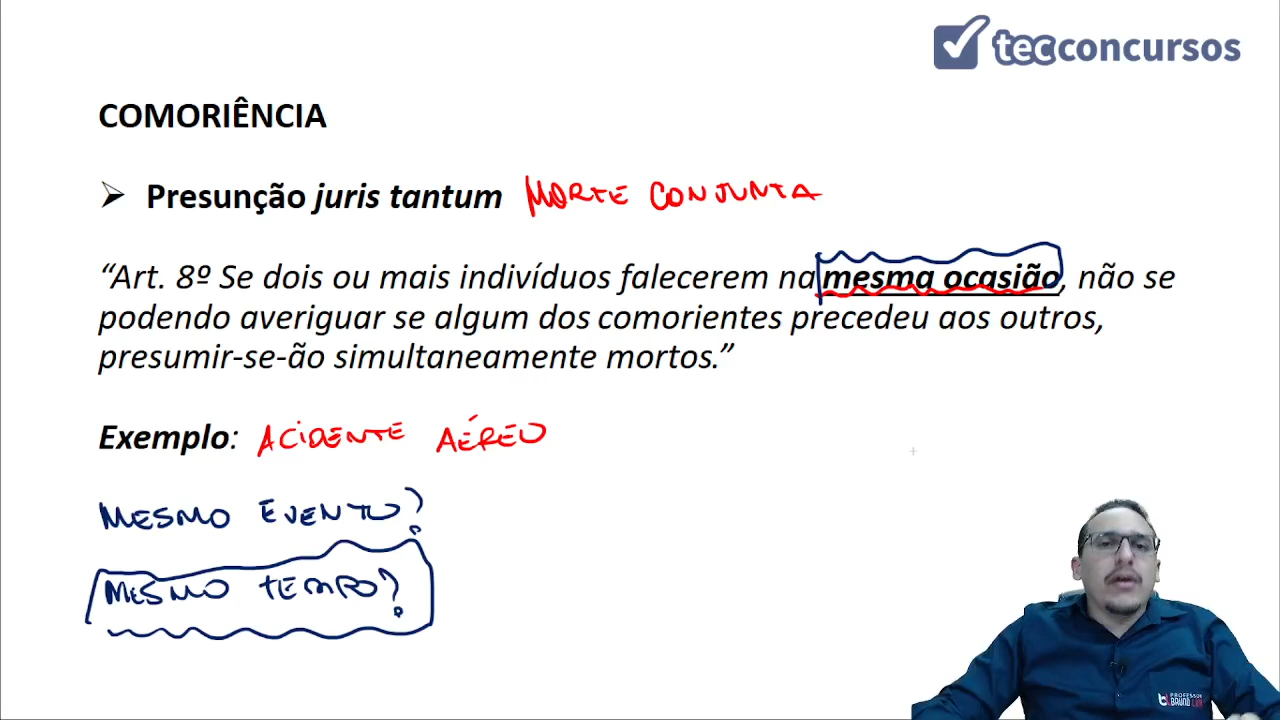 tecconcursos
COMORIÊNCIA
Presunção juris tantum MORTE CONJUNTA
“Art. 8º Se dois ou mais indivíduos falecerem na mesma ocasião, não se
podendo averiguar se algum dos comorientes precedeu aos outros,
presumir-se-ão simultaneamente mortos.”
Exemplo: ACIDENTE AÉREO
MESMO EVENTO?
MESMO TEMPO?
PROFESSOR
BRUNO